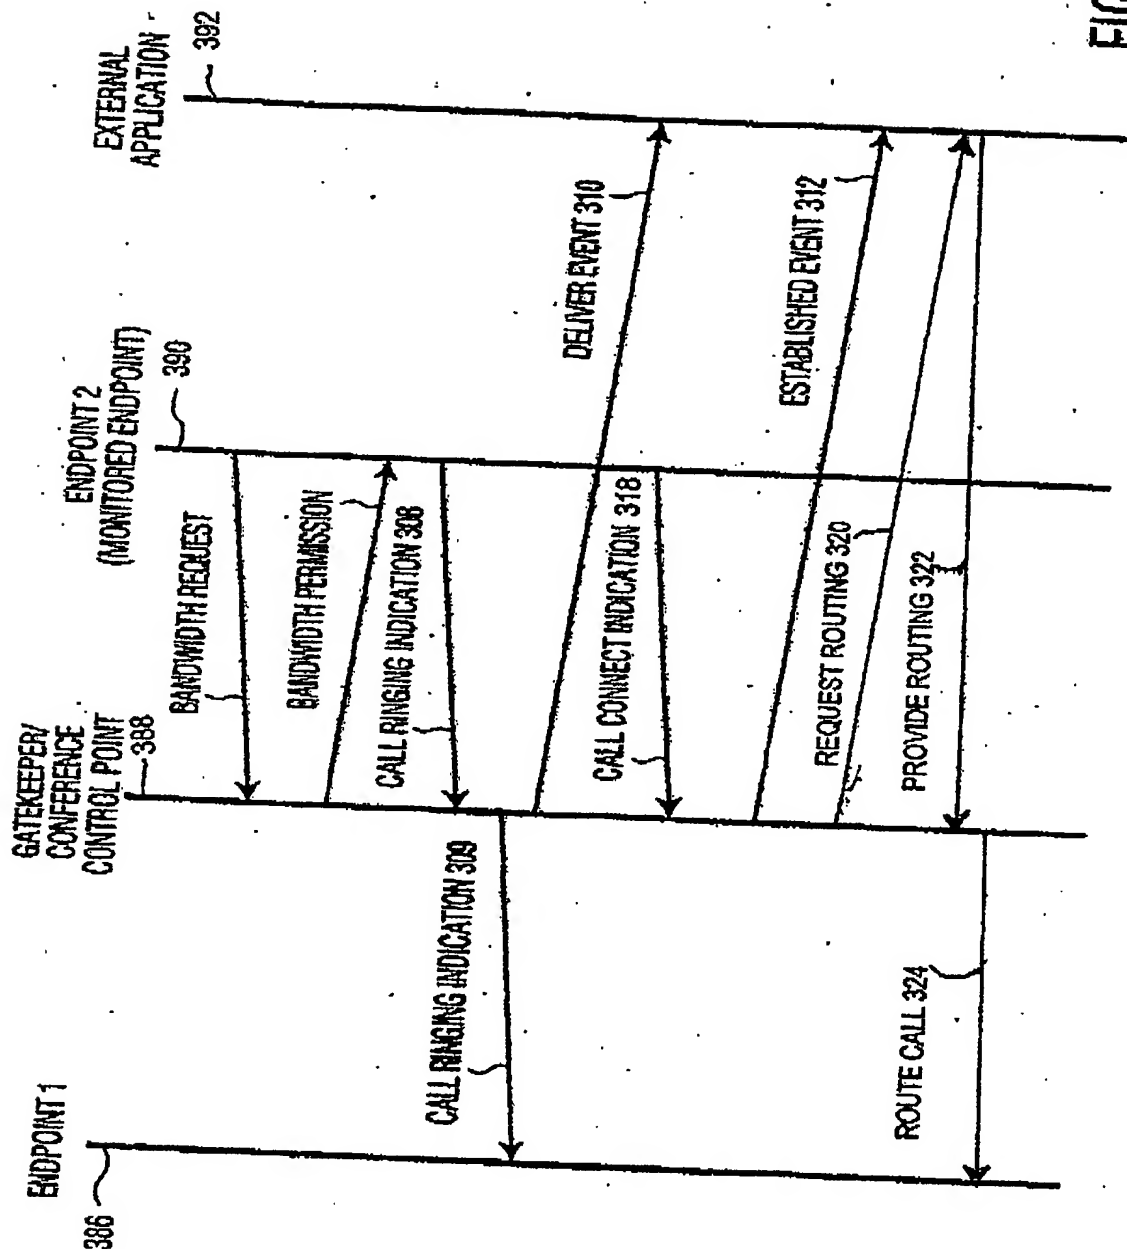 ENDPOINT 1
386
GATEKEEPER/
CONFERENCE
CONTROL POINT
388
ENDPOINT 2
(MONITORED ENDPOINT)
390
EXTERNAL
APPLICATION
392
BANDWIDTH REQUEST
BANDWIDTH PERMISSION
CALL RINGING INDICATION 308
CALL RINGING INDICATION 309
DELIVER EVENT 310
CALL CONNECT INDICATION 318
ESTABLISHED EVENT 312
REQUEST ROUTING 320
PROVIDE ROUTING 322
ROUTE CALL 324